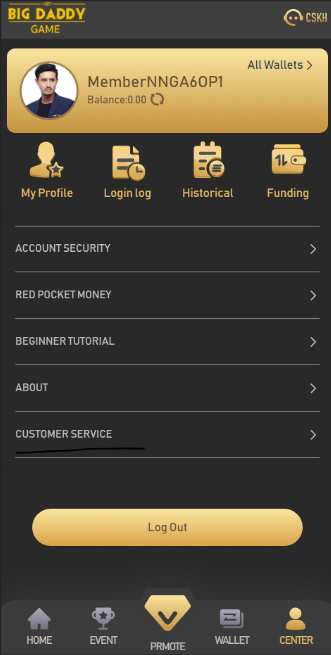 BIG DADDY
GAME
CSKH
All Wallets
MemberNNGA6OP1
Balance:0.00
My Profile
Login log
Historical
Funding
ACCOUNT SECURITY
RED POCKET MONEY
BEGINNER TUTORIAL
ABOUT
CUSTOMER SERVICE
Log Out
HOME
EVENT
PRMOTE
WALLET
CENTER